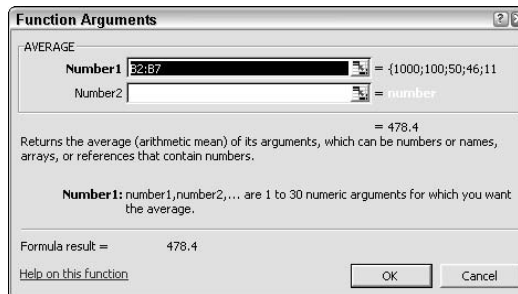 Function Arguments
AVERAGE
Number1 B2:B7 = {1000;100;50;46;11
Number2 = number
= 478.4
Returns the average (arithmetic mean) of its arguments, which can be numbers or names,
arrays, or references that contain numbers.
Number1: number1,number2,... are 1 to 30 numeric arguments for which you want
the average.
Formula result = 478.4
Help on this function
OK Cancel